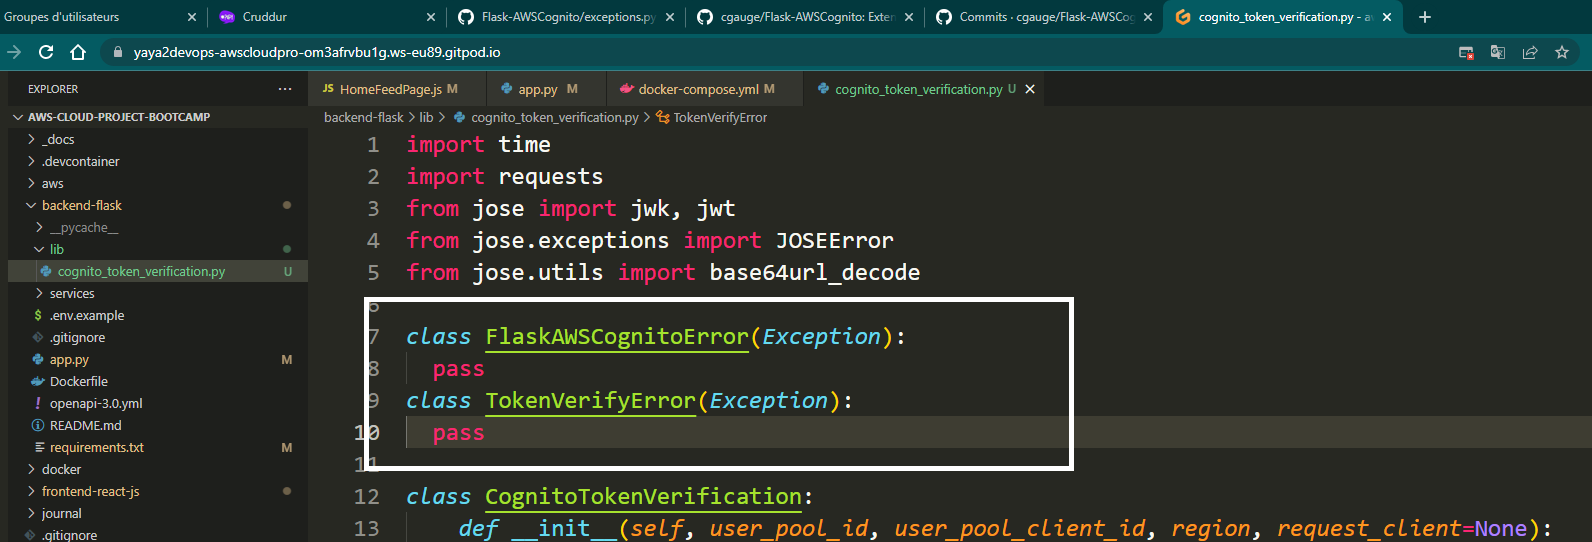 Groupes d'utilisateurs
Cruddur
Flask-AWSCognito/exceptions.py
cgauge/Flask-AWSCognito: Exten
Commits · cgauge/Flask-AWSCog
cognito_token_verification.py - a
yaya2devops-awscloudpro-om3afrvbu1g.ws-eu89.gitpod.io
EXPLORER
JS HomeFeedPage.js M
app.py M
docker-compose.yml M
cognito_token_verification.py U
backend-flask > lib > cognito_token_verification.py > TokenVerifyError
AWS-CLOUD-PROJECT-BOOTCAMP
_docs
.devcontainer
aws
backend-flask
__pycache__
lib
cognito_token_verification.py U
services
$ .env.example
.gitignore
app.py M
Dockerfile
! openapi-3.0.yml
README.md
requirements.txt M
docker
frontend-react-js
journal
.gitignore
1 import time
2 import requests
3 from jose import jwk, jwt
4 from jose.exceptions import JOSEError
5 from jose.utils import base64url_decode
6
7 class FlaskAWSCognitoError(Exception):
8 pass
9 class TokenVerifyError(Exception):
10 pass
11
12 class CognitoTokenVerification:
13 def __init__(self, user_pool_id, user_pool_client_id, region, request_client=None):